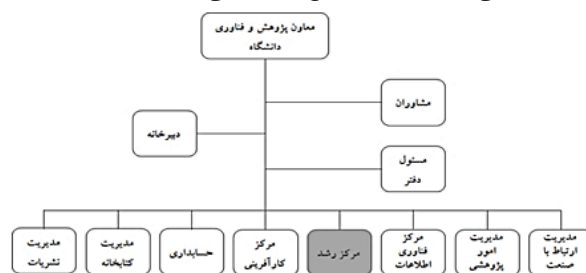 معاون پژوهش و فناوری
دانشگاه
مشاوران
دبیرخانه
مسئول
دفتر
مدیریت
ارتباط با
صنعت
مدیریت
امور
پژوهشی
مرکز
فناوری
اطلاعات
مرکز رشد
مرکز
کارآفرینی
حسابداری
مدیریت
کتابخانه
مدیریت
نشریات